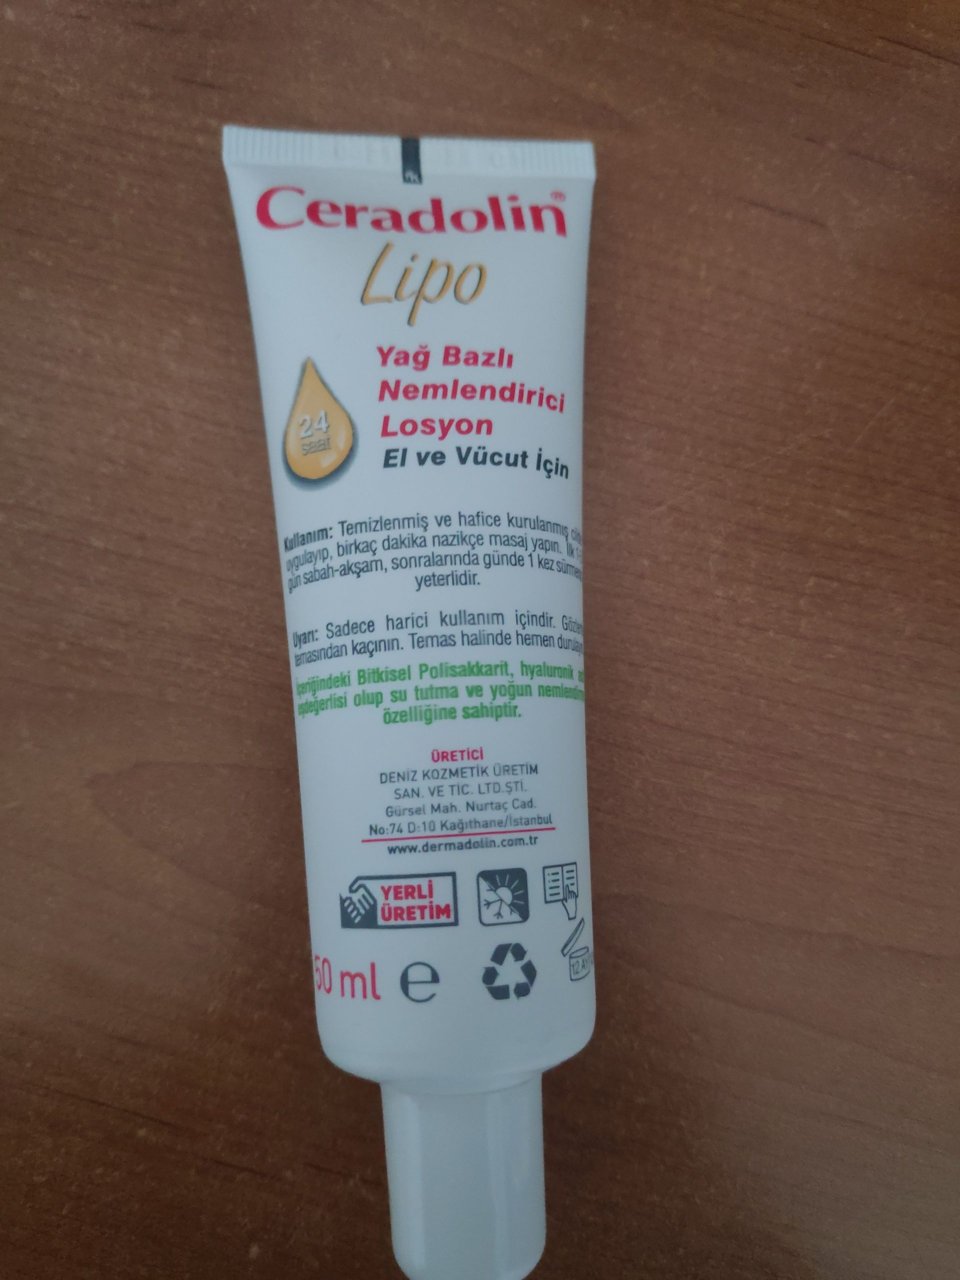 Ceradolin®
Lipo
Yağ Bazlı
Nemlendirici
Losyon
El ve Vücut İçin
24
saat
Kullanım: Temizlenmiş ve hafice kurulanmış
uygulayıp, birkaç dakika nazikçe masaj yapın. İlk
gün sabah-akşam, sonralarında günde 1 kez
yeterlidir.
Uyarı: Sadece harici kullanım içindir.
temasından kaçının. Temas halinde hemen
İçeriğindeki Bitkisel Polisakkarit, hyaluronik
eşdeğerlisi olup su tutma ve yoğun
özelliğine sahiptir.
ÜRETİCİ
DENİZ KOZMETİK ÜRETİM
SAN. VE TİC. LTD.ŞTİ.
Gürsel Mah. Nurtaç Cad.
No:74 D:10 Kağıthane/İstanbul
www.dermadolin.com.tr
YERLİ
ÜRETİM
12 AY
50 ml e